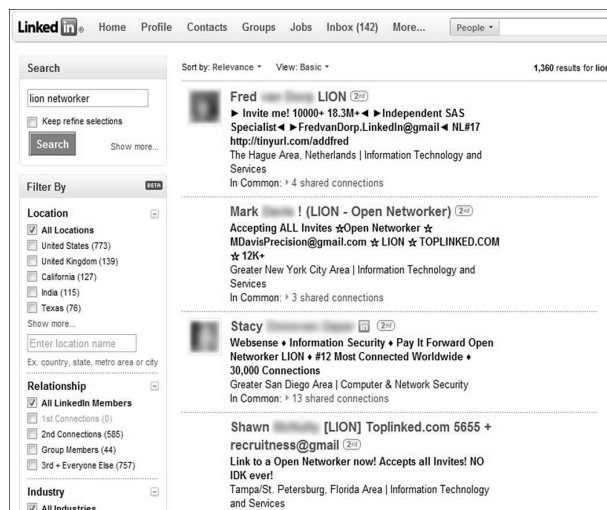 Linked in ®
Home Profile Contacts Groups Jobs Inbox (142) More... People
Search
lion networker
Keep refine selections
Search Show more...
Filter By BETA
Location
All Locations
United States (773)
United Kingdom (139)
California (127)
India (115)
Texas (76)
Show more...
Enter location name
Ex. country, state, metro area or city
Relationship
All LinkedIn Members
1st Connections (0)
2nd Connections (585)
Group Members (44)
3rd + Everyone Else (757)
Industry
All Industries
Sort by: Relevance View: Basic 1,360 results for
Fred LION 2nd
► Invite me! 10000+ 18.3M+◄ ►Independent SAS
Specialist◄ ►FredvanDorp.LinkedIn@gmail◄ NL#17
http://tinyurl.com/addfred
The Hague Area, Netherlands | Information Technology and
Services
In Common: 4 shared connections
Mark ! (LION - Open Networker) 2nd
Accepting ALL Invites ☆Open Networker ☆
MDavisPrecision@gmail.com ☆ LION ☆ TOPLINKED.COM
☆ 12K+
Greater New York City Area | Information Technology and
Services
In Common: 3 shared connections
Stacy in 2nd
Websense ♦ Information Security ♦ Pay It Forward Open
Networker LION ♦ #12 Most Connected Worldwide ♦
30,000 Connections
Greater San Diego Area | Computer & Network Security
In Common: 13 shared connections
Shawn [LION] Toplinked.com 5655 +
recruitness@gmail 2nd
Link to a Open Networker now! Accepts all Invites! NO
IDK ever!
Tampa/St. Petersburg, Florida Area | Information Technology
and Services